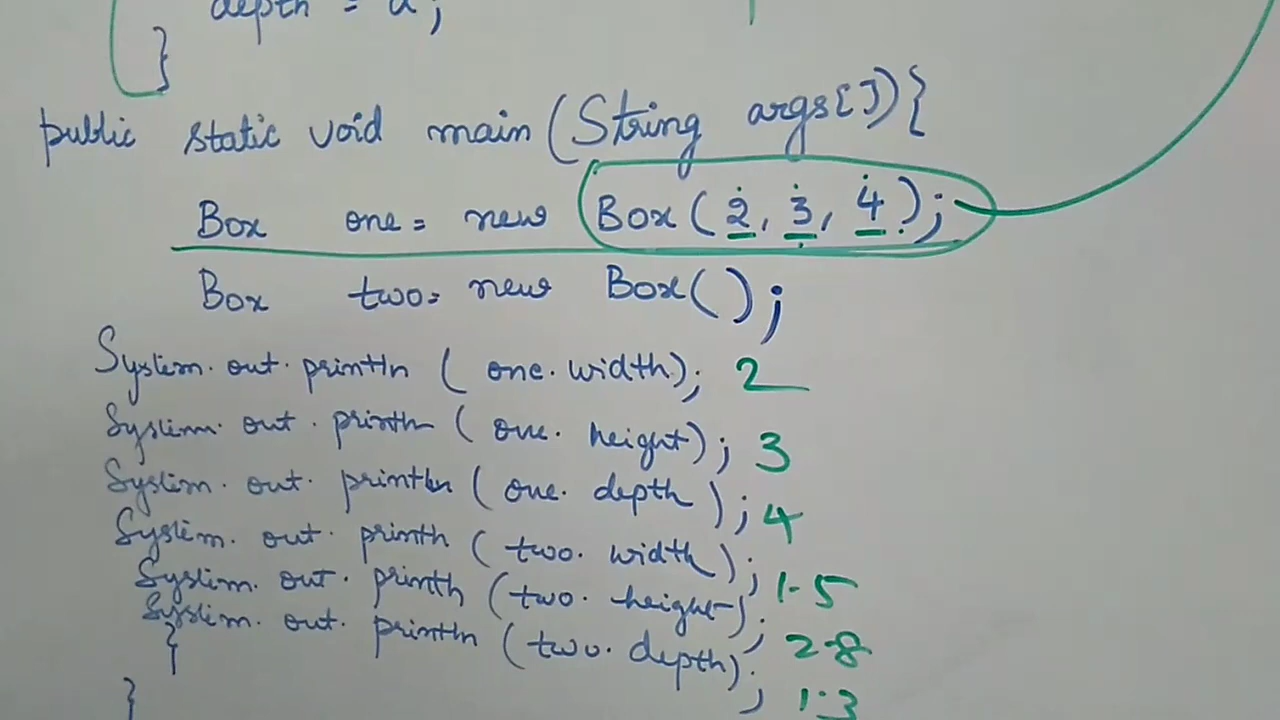 depth = d;
}
public static void main (String args[]){
Box one = new Box(2, 3, 4);
Box two = new Box();
System.out.println ( one.width); 2
System.out.println ( one.height); 3
System.out.println ( one.depth ); 4
System.out.println ( two.width ); 1.5
System.out.println ( two.height); 2.8
System.out.println ( two.depth); 1.3
}
}